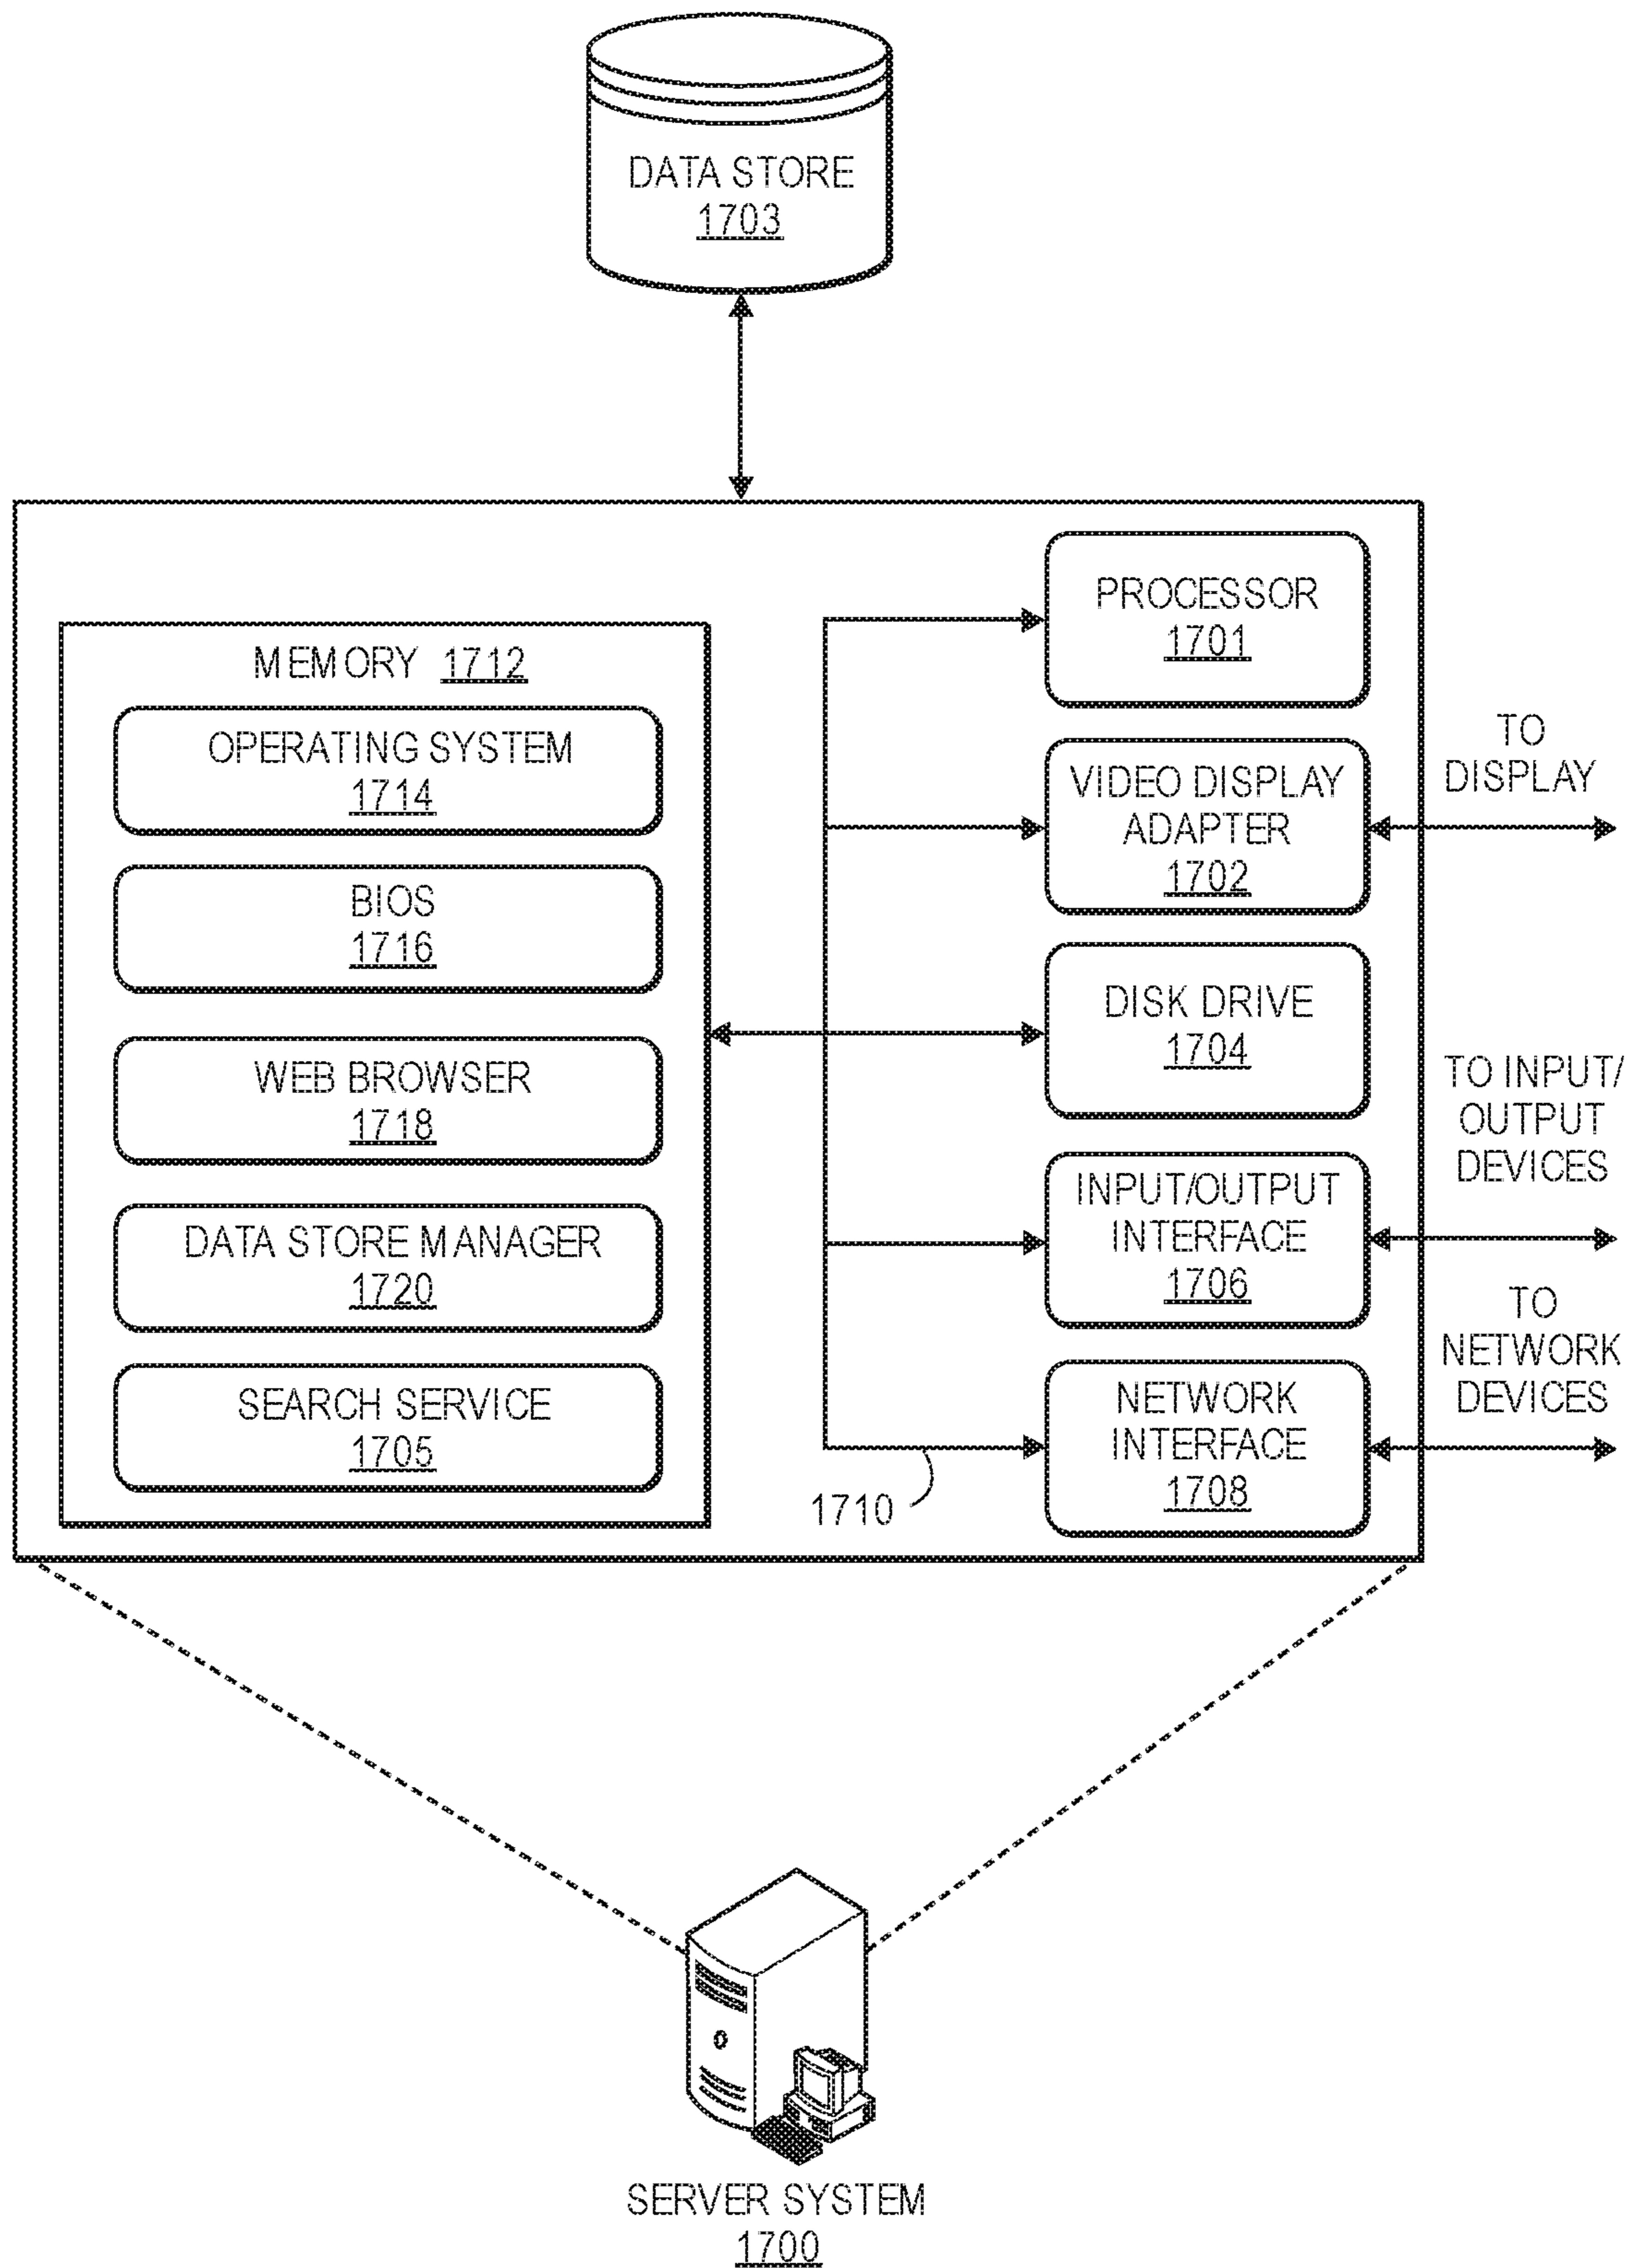 DATA STORE
1703
MEMORY 1712
OPERATING SYSTEM
1714
BIOS
1716
WEB BROWSER
1718
DATA STORE MANAGER
1720
SEARCH SERVICE
1705
PROCESSOR
1701
VIDEO DISPLAY
ADAPTER
1702
DISK DRIVE
1704
INPUT/OUTPUT
INTERFACE
1706
NETWORK
INTERFACE
1708
1710
TO
DISPLAY
TO INPUT/
OUTPUT
DEVICES
TO
NETWORK
DEVICES
SERVER SYSTEM
1700